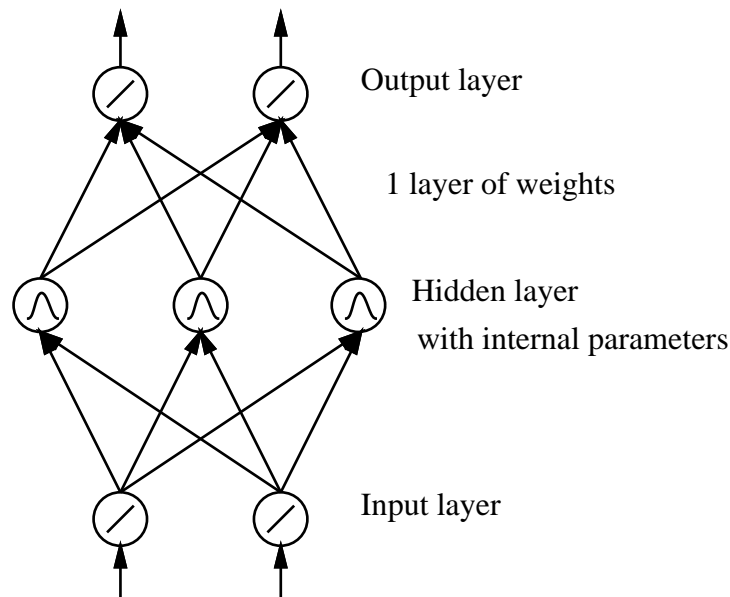 Output layer
1 layer of weights
Hidden layer
with internal parameters
Input layer